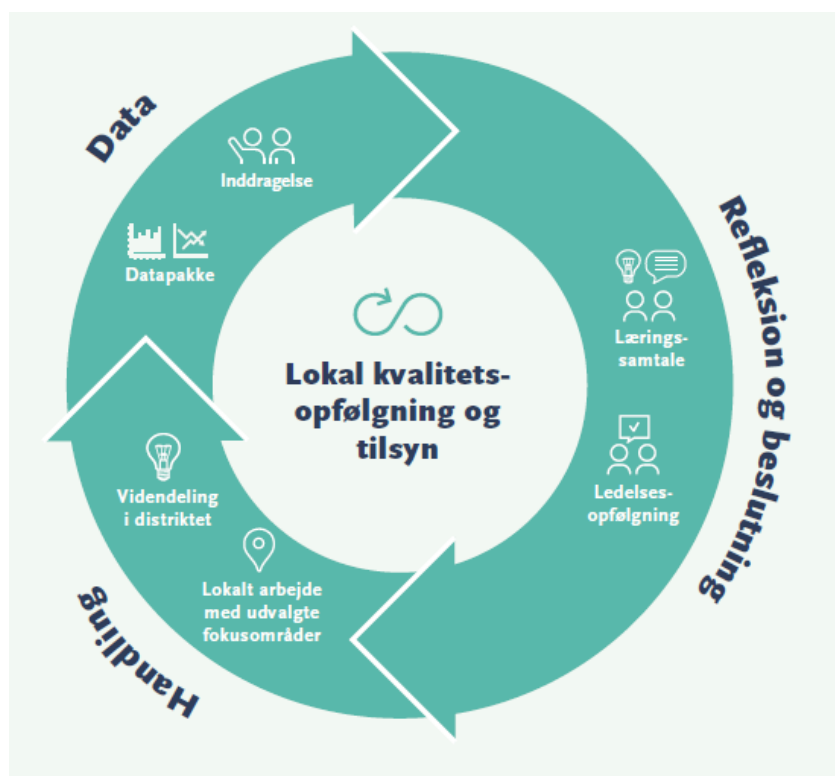 Data
Inddragelse
Datapakke
Refleksion og beslutning
Lærings-
samtale
Ledelses-
opfølgning
Lokal kvalitets-
opfølgning og
tilsyn
Handling
Videndeling
i distriktet
Lokalt arbejde
med udvalgte
fokusområder